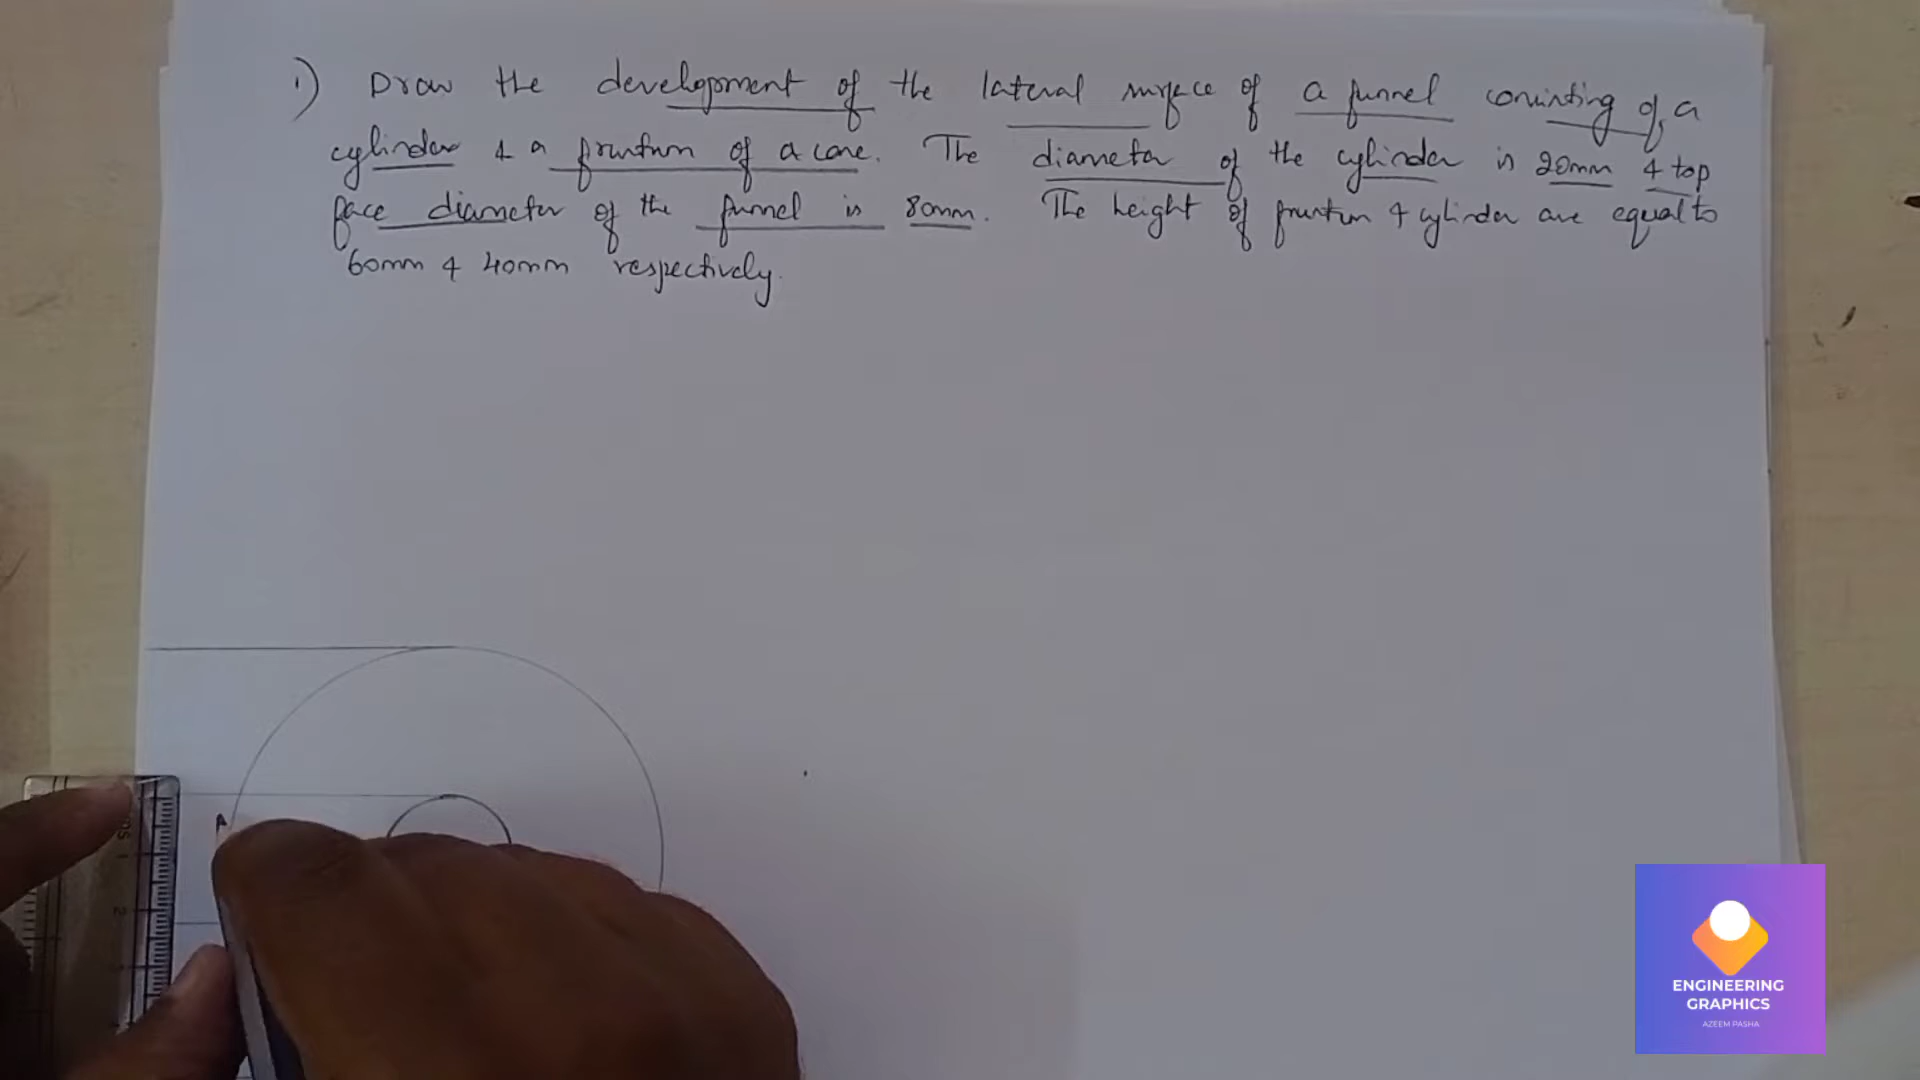 1) Draw the development of the lateral surface of a funnel consisting of a
cylinder & a frustum of a cone. The diameter of the cylinder is 20mm & top
face diameter of the funnel is 80mm. The height of frustum & cylinder are equal to
60mm & 40mm respectively.
A
1
2
ENGINEERING
GRAPHICS
AZEEM PASHA